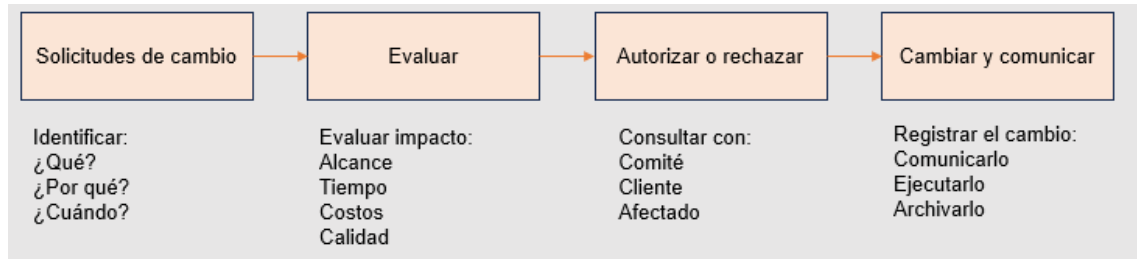 Solicitudes de cambio
Evaluar
Autorizar o rechazar
Cambiar y comunicar
Identificar:
¿Qué?
¿Por qué?
¿Cuándo?
Evaluar impacto:
Alcance
Tiempo
Costos
Calidad
Consultar con:
Comité
Cliente
Afectado
Registrar el cambio:
Comunicarlo
Ejecutarlo
Archivarlo